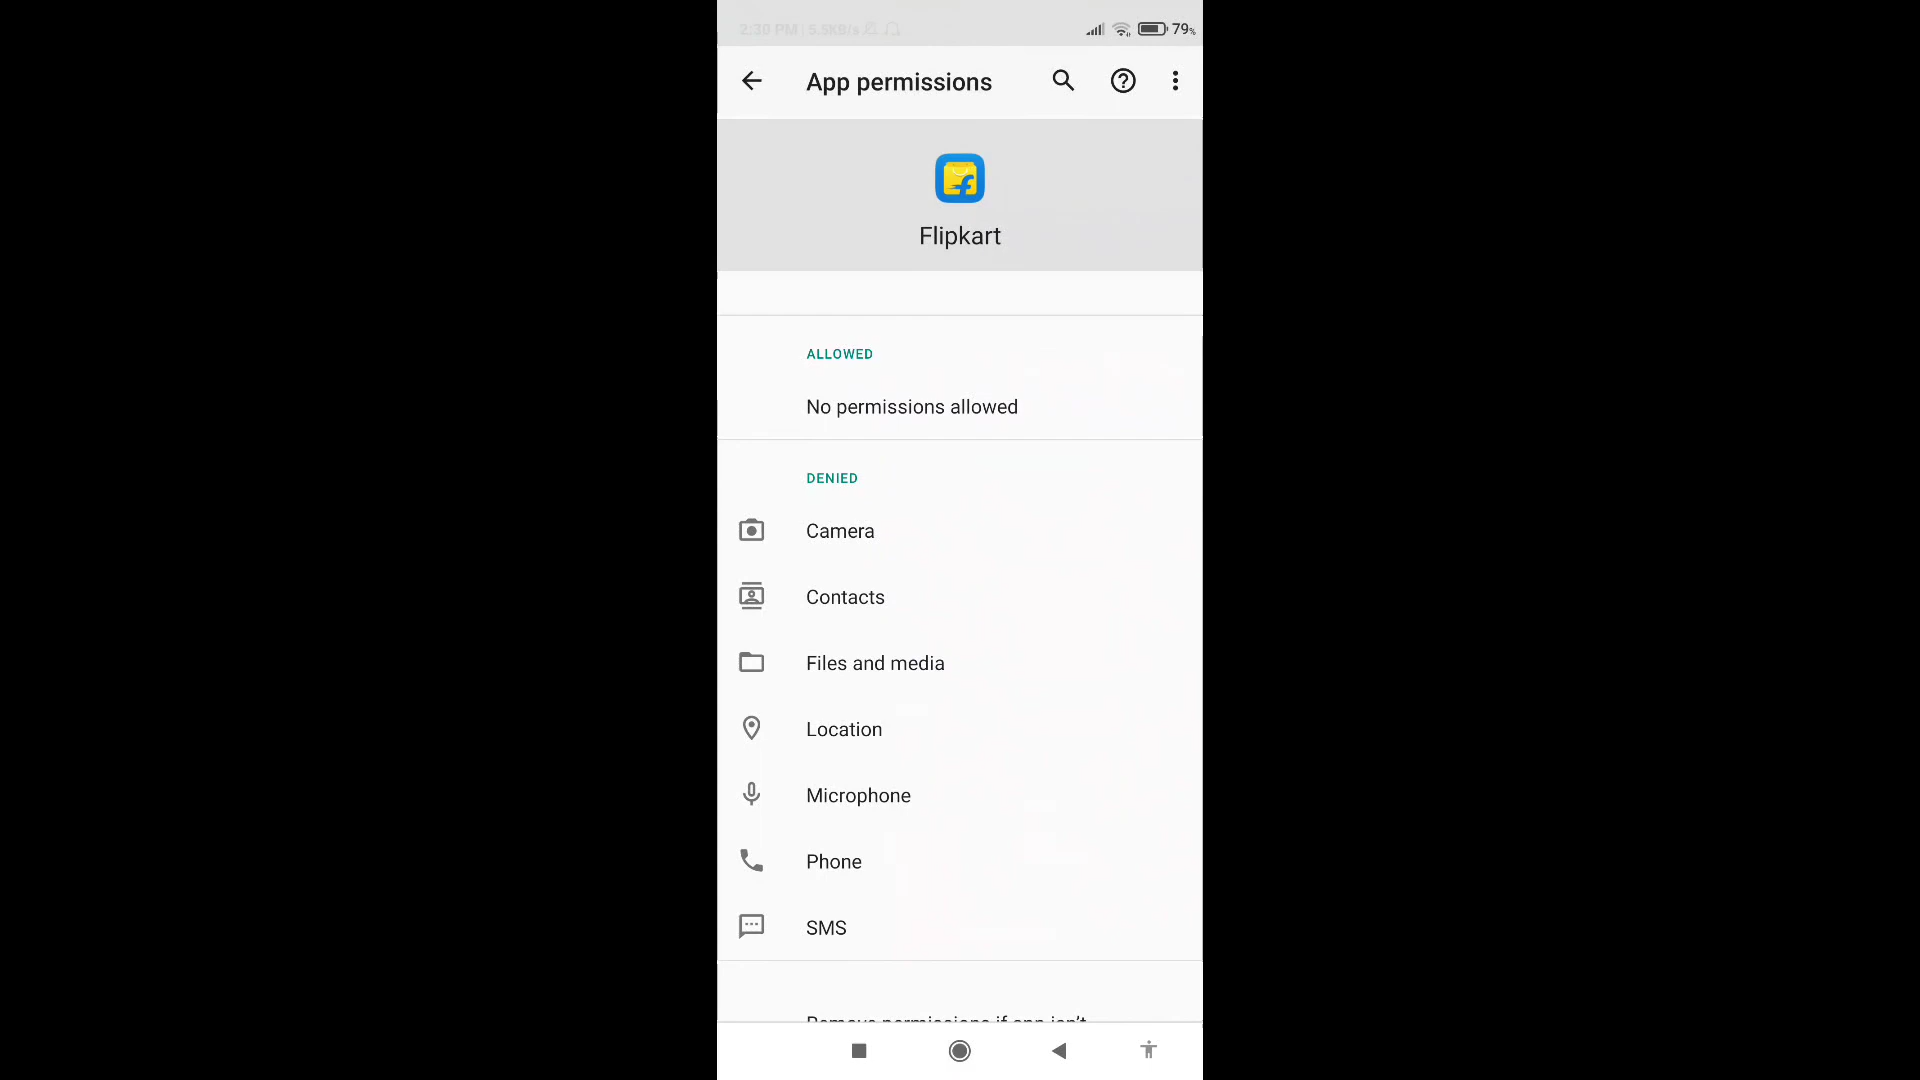 2:30 PM | 5.5KB/s
79%
App permissions
Flipkart
ALLOWED
No permissions allowed
DENIED
Camera
Contacts
Files and media
Location
Microphone
Phone
SMS
Remove permissions if app isn't